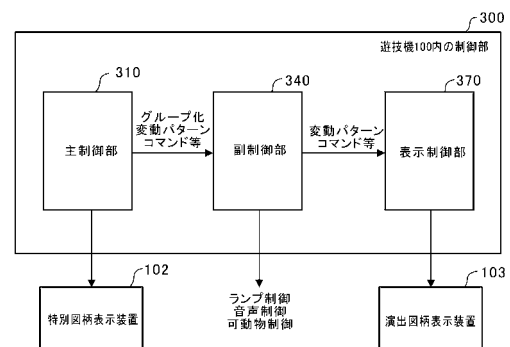 300
遊技機100内の制御部
310
340
370
主制御部
グループ化
変動パターン
コマンド等
副制御部
変動パターン
コマンド等
表示制御部
102
103
特別図柄表示装置
ランプ制御
音声制御
可動物制御
演出図柄表示装置